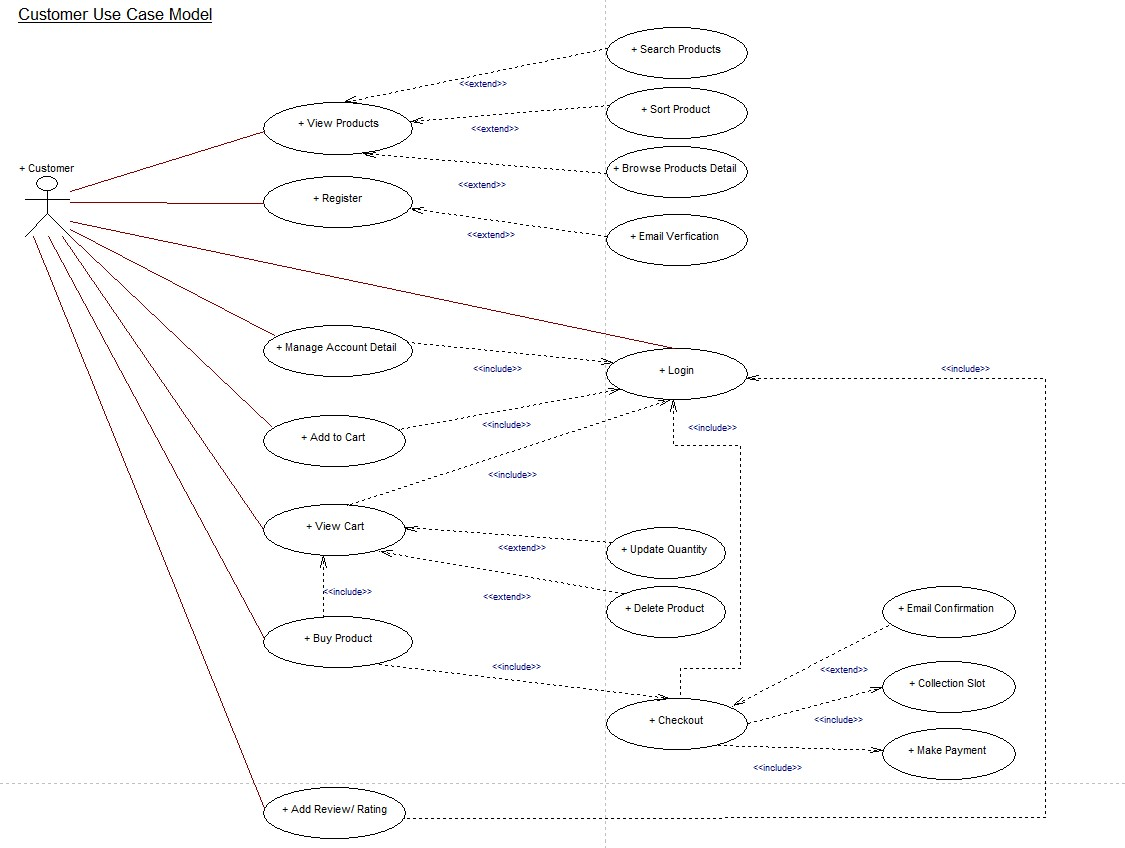 Customer Use Case Model
+ Search Products
<<extend>>
+ Sort Product
+ View Products
<<extend>>
+ Customer
+ Browse Products Detail
<<extend>>
+ Register
+ Email Verfication
<<extend>>
+ Manage Account Detail
<<include>>
+ Login
<<include>>
+ Add to Cart
<<include>>
<<include>>
<<include>>
+ View Cart
<<extend>>
+ Update Quantity
<<include>>
<<extend>>
+ Delete Product
+ Email Confirmation
+ Buy Product
<<include>>
<<extend>>
+ Collection Slot
+ Checkout
<<include>>
+ Make Payment
<<include>>
+ Add Review/ Rating